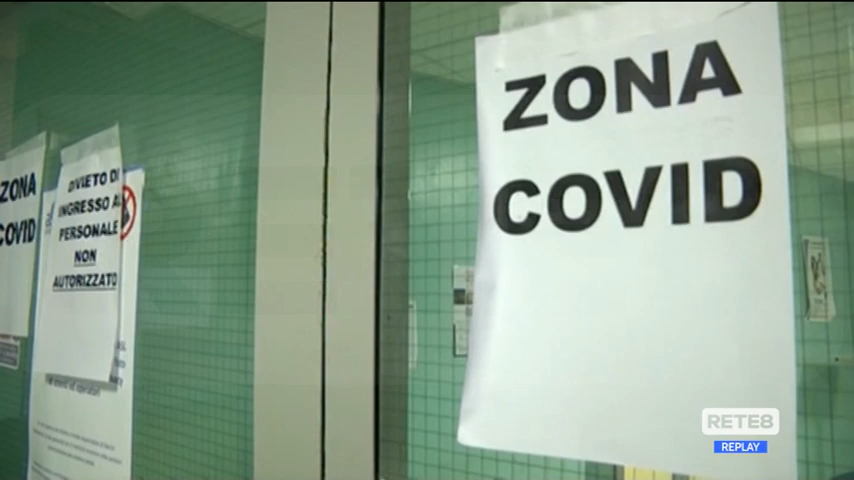 ZONA
COVID
DIVIETO DI
INGRESSO AL
PERSONALE
NON
AUTORIZZATO
ZONA
COVID
RETE8
REPLAY